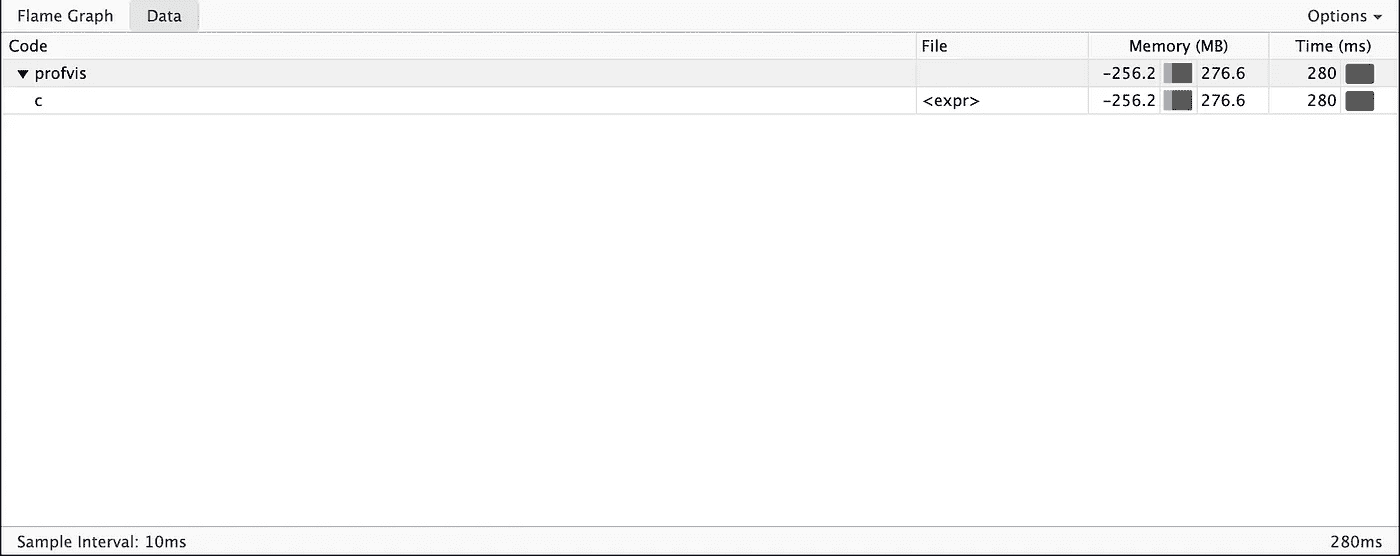 Flame Graph Data Options
Code File Memory (MB) Time (ms)
profvis -256.2 276.6 280
c <expr> -256.2 276.6 280
Sample Interval: 10ms 280ms